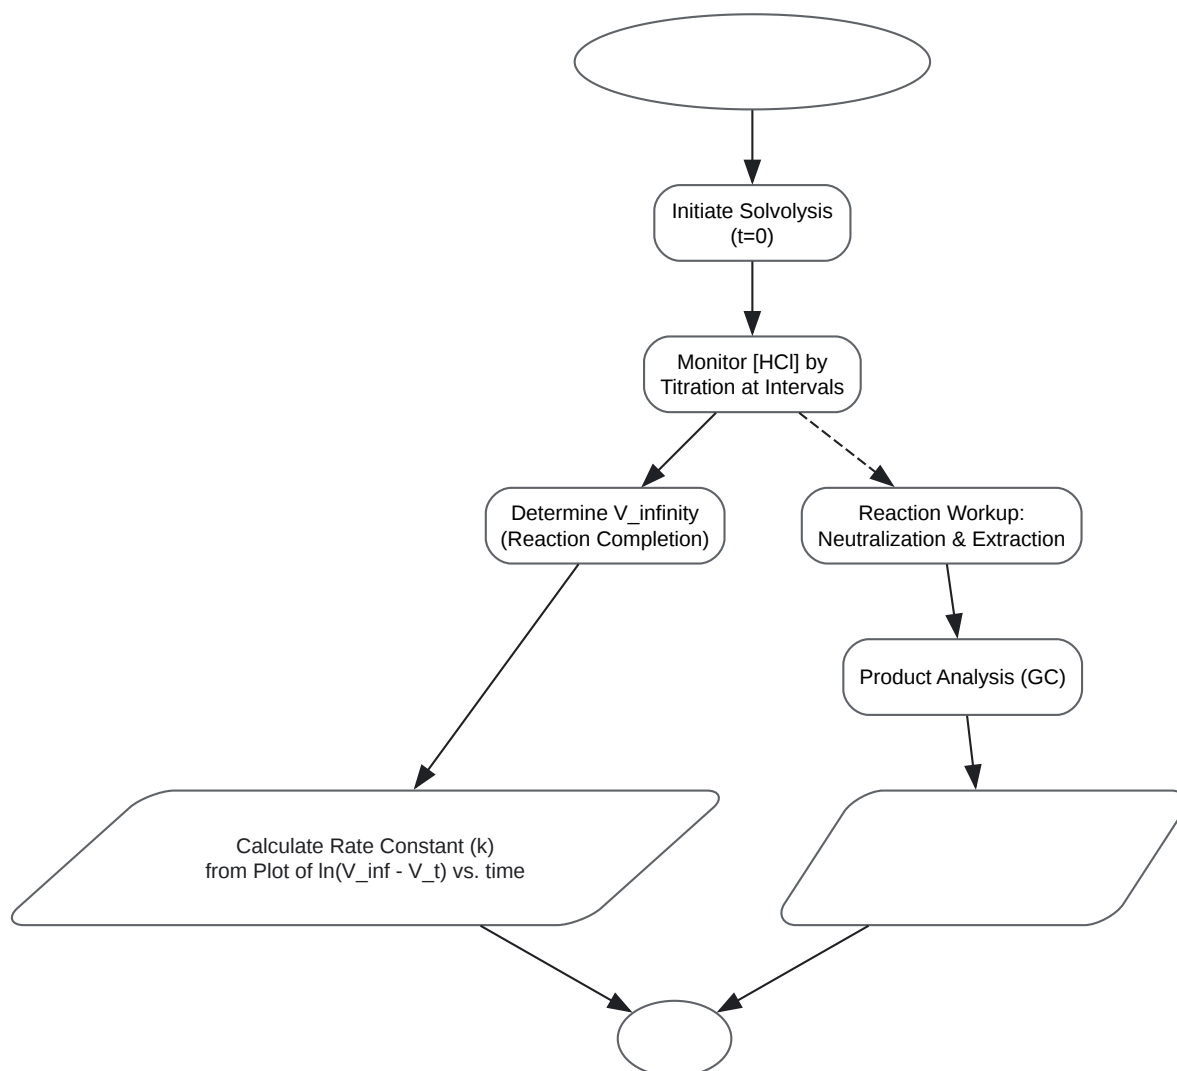 Initiate Solvolysis
(t=0)
Monitor [HCl] by
Titration at Intervals
Determine V_infinity
(Reaction Completion)
Reaction Workup:
Neutralization & Extraction
Product Analysis (GC)
Calculate Rate Constant (k)
from Plot of ln(V_inf - V_t) vs. time